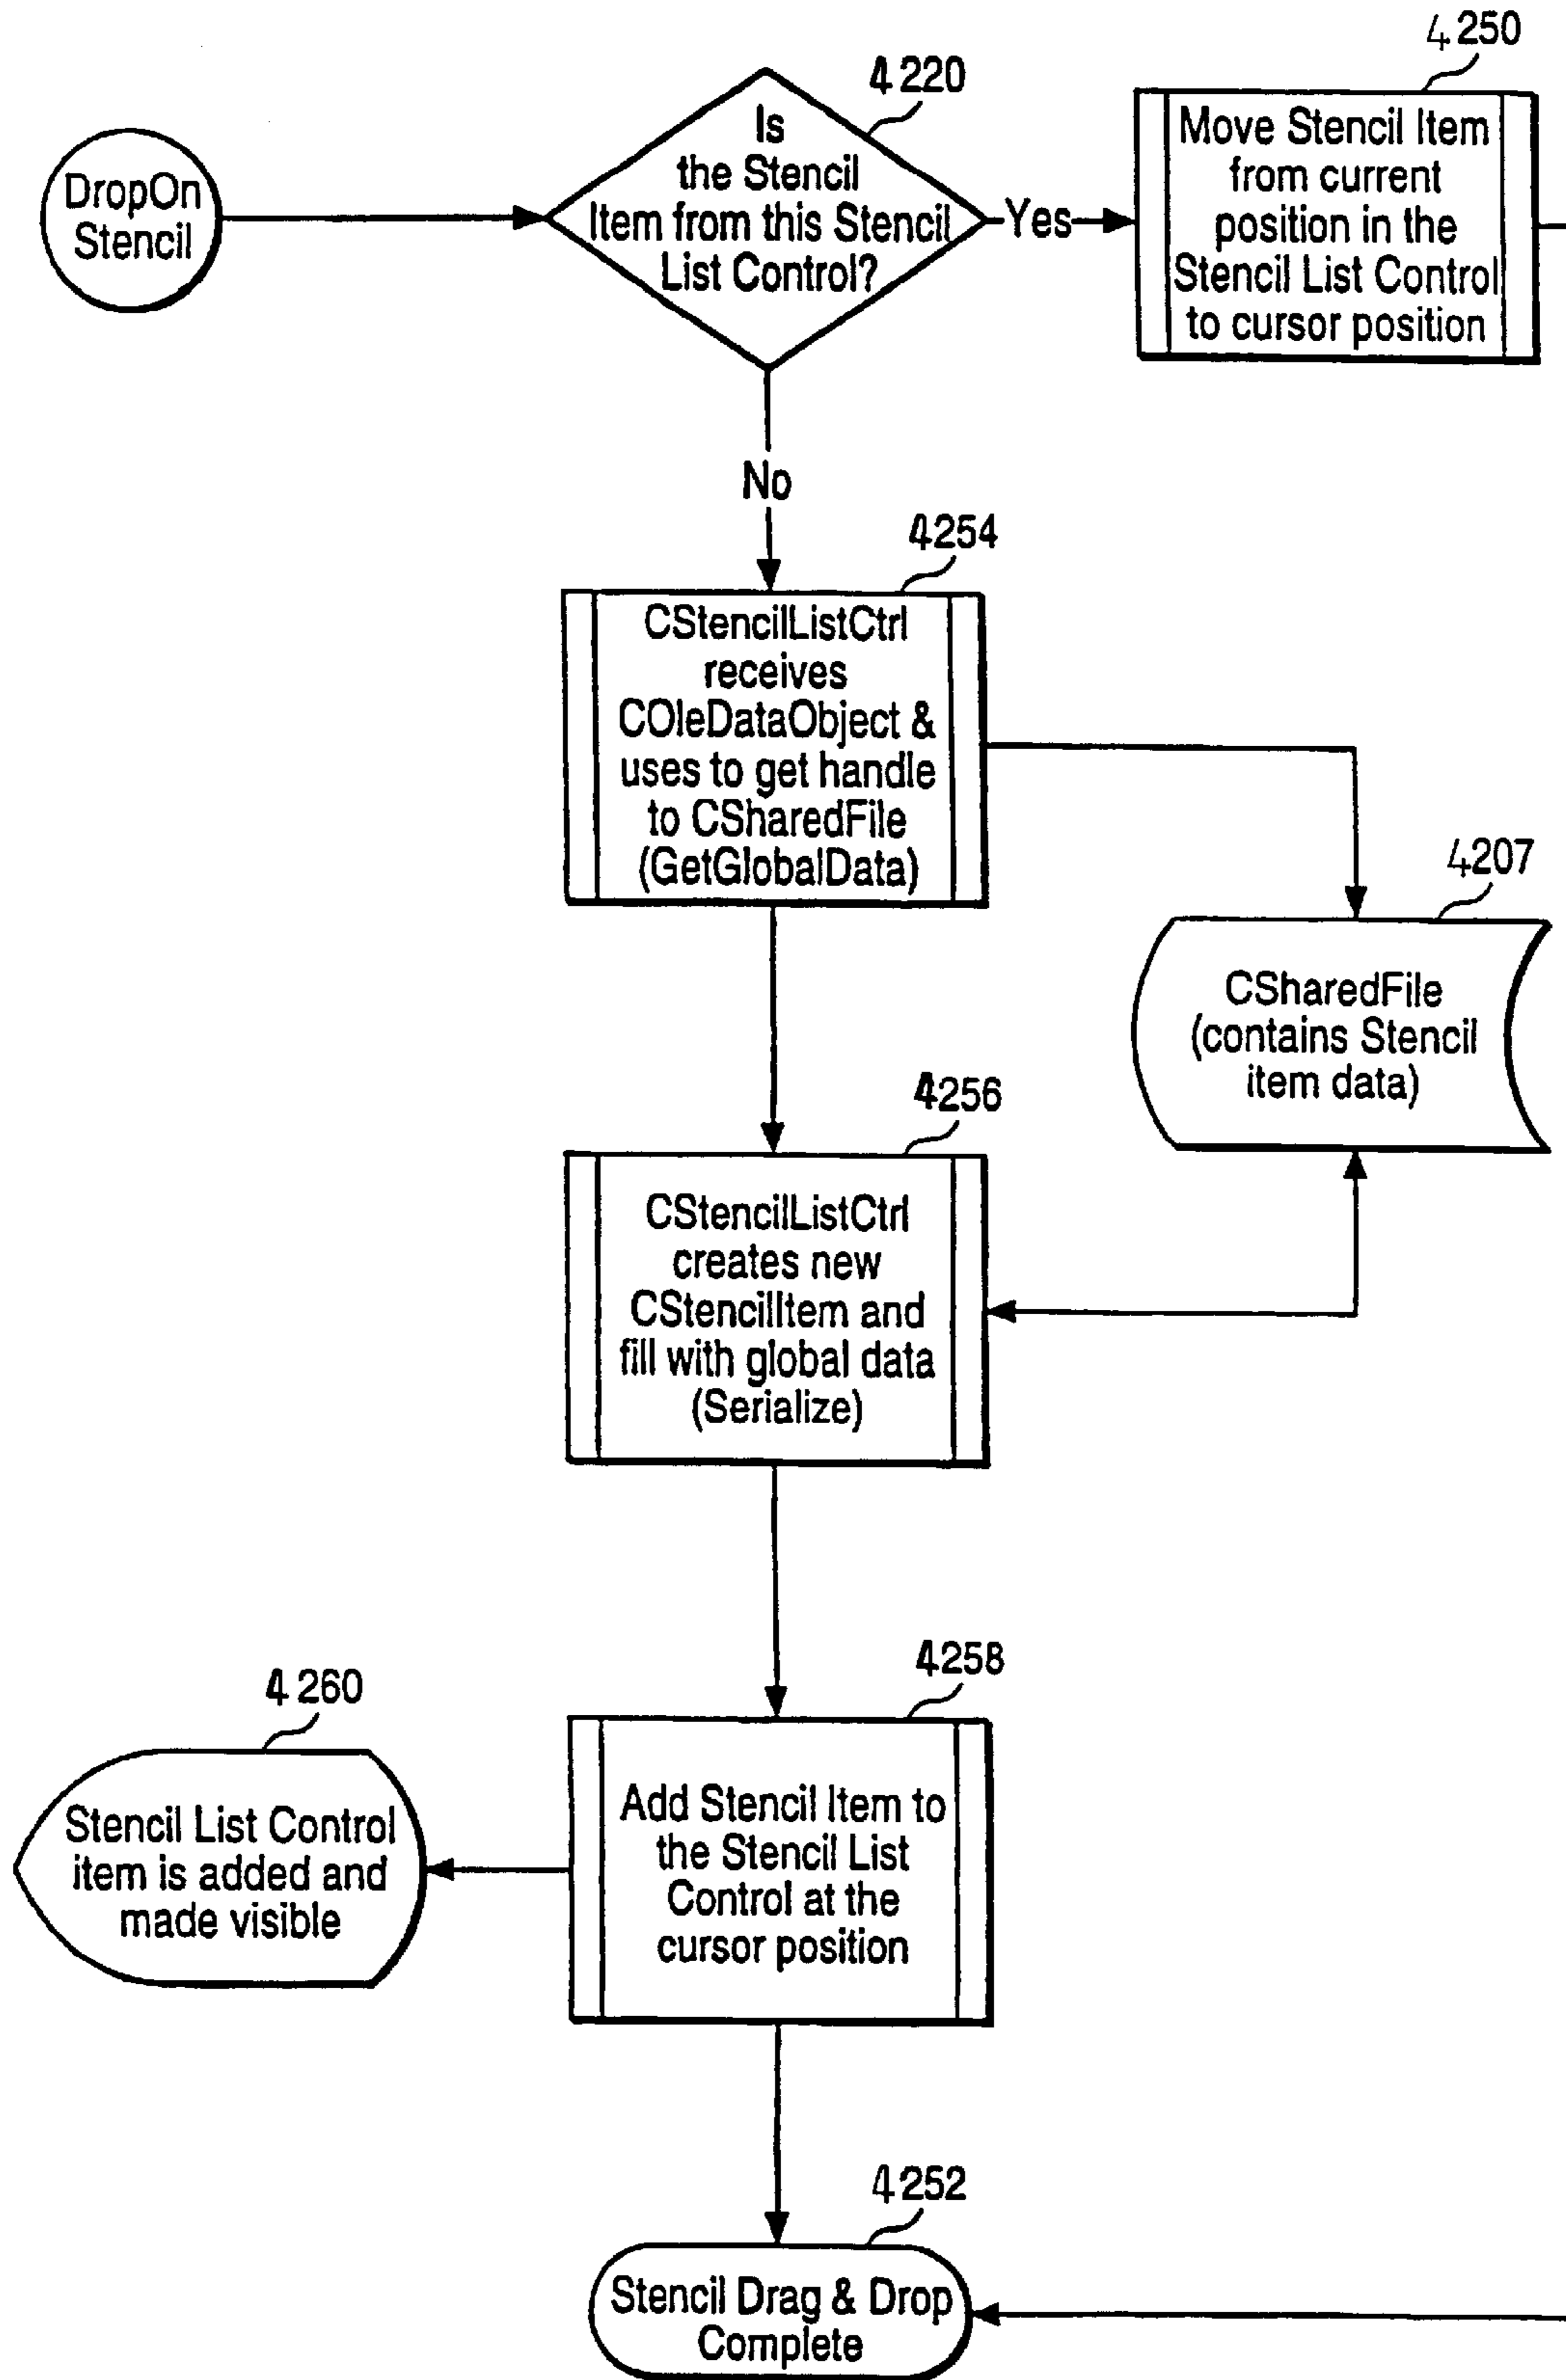 DropOn
Stencil
4220
Is
the Stencil
Item from this Stencil
List Control?
Yes
4250
Move Stencil Item
from current
position in the
Stencil List Control
to cursor position
No
4254
CStencilListCtrl
receives
COleDataObject &
uses to get handle
to CSharedFile
(GetGlobalData)
4207
CSharedFile
(contains Stencil
item data)
4256
CStencilListCtrl
creates new
CStencilItem and
fill with global data
(Serialize)
4258
Add Stencil Item to
the Stencil List
Control at the
cursor position
4260
Stencil List Control
item is added and
made visible
4252
Stencil Drag & Drop
Complete